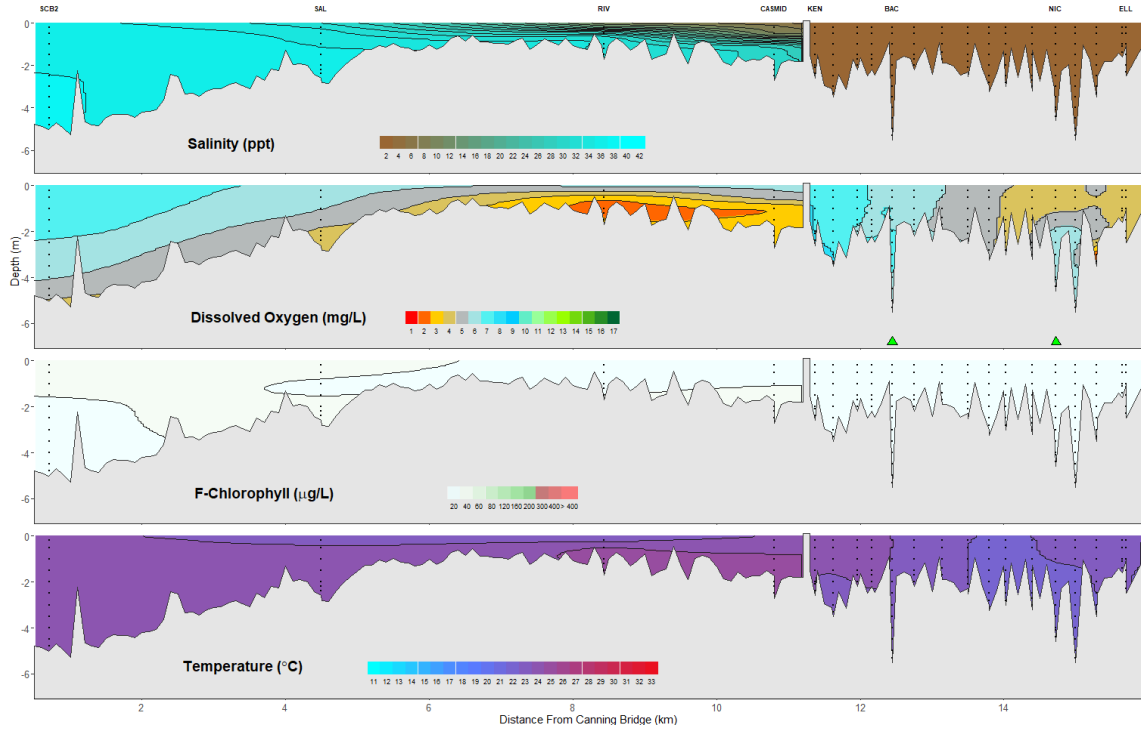 SCB2 SAL RIV CASMID KEN BAC NIC ELL
0
-2
-4
-6
Salinity (ppt)
2 4 6 8 10 12 14 16 18 20 22 24 26 28 30 32 34 36 38 40 42
0
-2
-4
-6
Depth (m)
Dissolved Oxygen (mg/L)
1 2 3 4 5 6 7 8 9 10 11 12 13 14 15 16 17
0
-2
-4
-6
F-Chlorophyll (μg/L)
20 40 60 80 120 160 200 300 400 > 400
0
-2
-4
-6
Temperature (°C)
11 12 13 14 15 16 17 18 19 20 21 22 23 24 25 26 27 28 29 30 31 32 33
2 4 6 8 10 12 14
Distance From Canning Bridge (km)